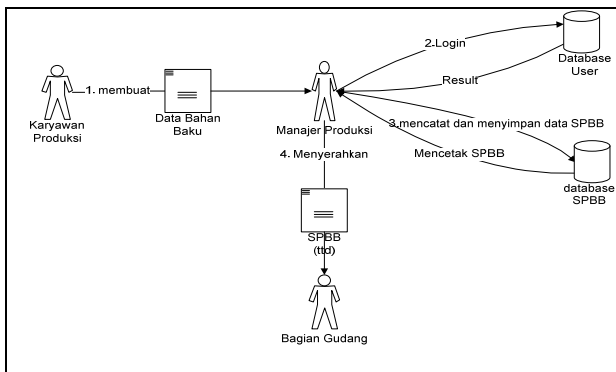 2.Login
Database
User
Result
1. membuat
Karyawan
Produksi
Data Bahan
Baku
Manajer Produksi
3.mencatat dan menyimpan data SPBB
Mencetak SPBB
database
SPBB
4. Menyerahkan
SPBB
(ttd)
Bagian Gudang